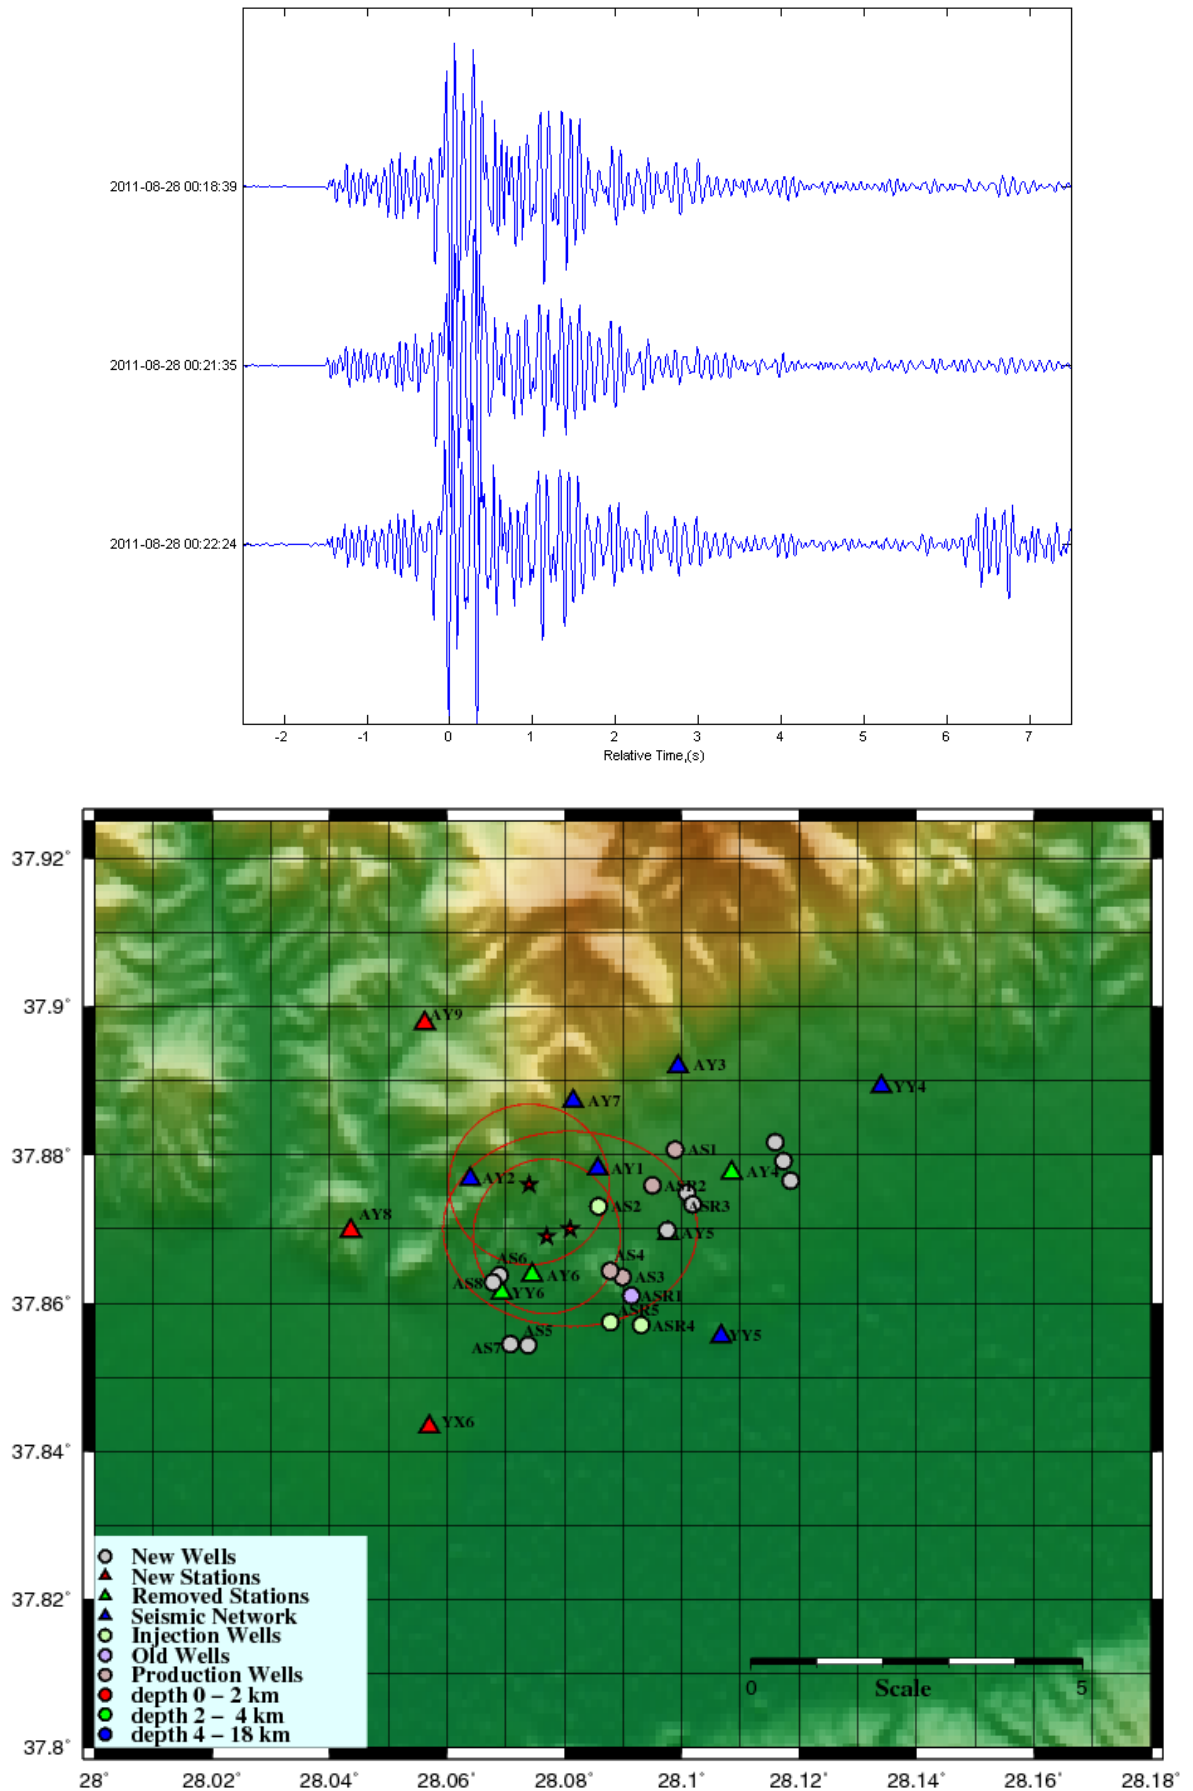 2011-08-28 00:18:39
2011-08-28 00:21:35
2011-08-28 00:22:24
-2 -1 0 1 2 3 4 5 6 7
Relative Time,(s)
37.92°
37.9°
37.88°
37.86°
37.84°
37.82°
37.8°
AY9
AY3
YY4
AY7
AS1
AY2
AY1
AY4
ASR2
AS2
ASR3
AY8
AY5
AS6
AS4
AS8
AY6
AS3
YY6
ASR1
ASR5
ASR4
AS5
AS7
YY5
YX6
New Wells
New Stations
Removed Stations
Seismic Network
Injection Wells
Old Wells
Production Wells
depth 0 – 2 km
depth 2 – 4 km
depth 4 – 18 km
0 Scale 5
28° 28.02° 28.04° 28.06° 28.08° 28.1° 28.12° 28.14° 28.16° 28.18°